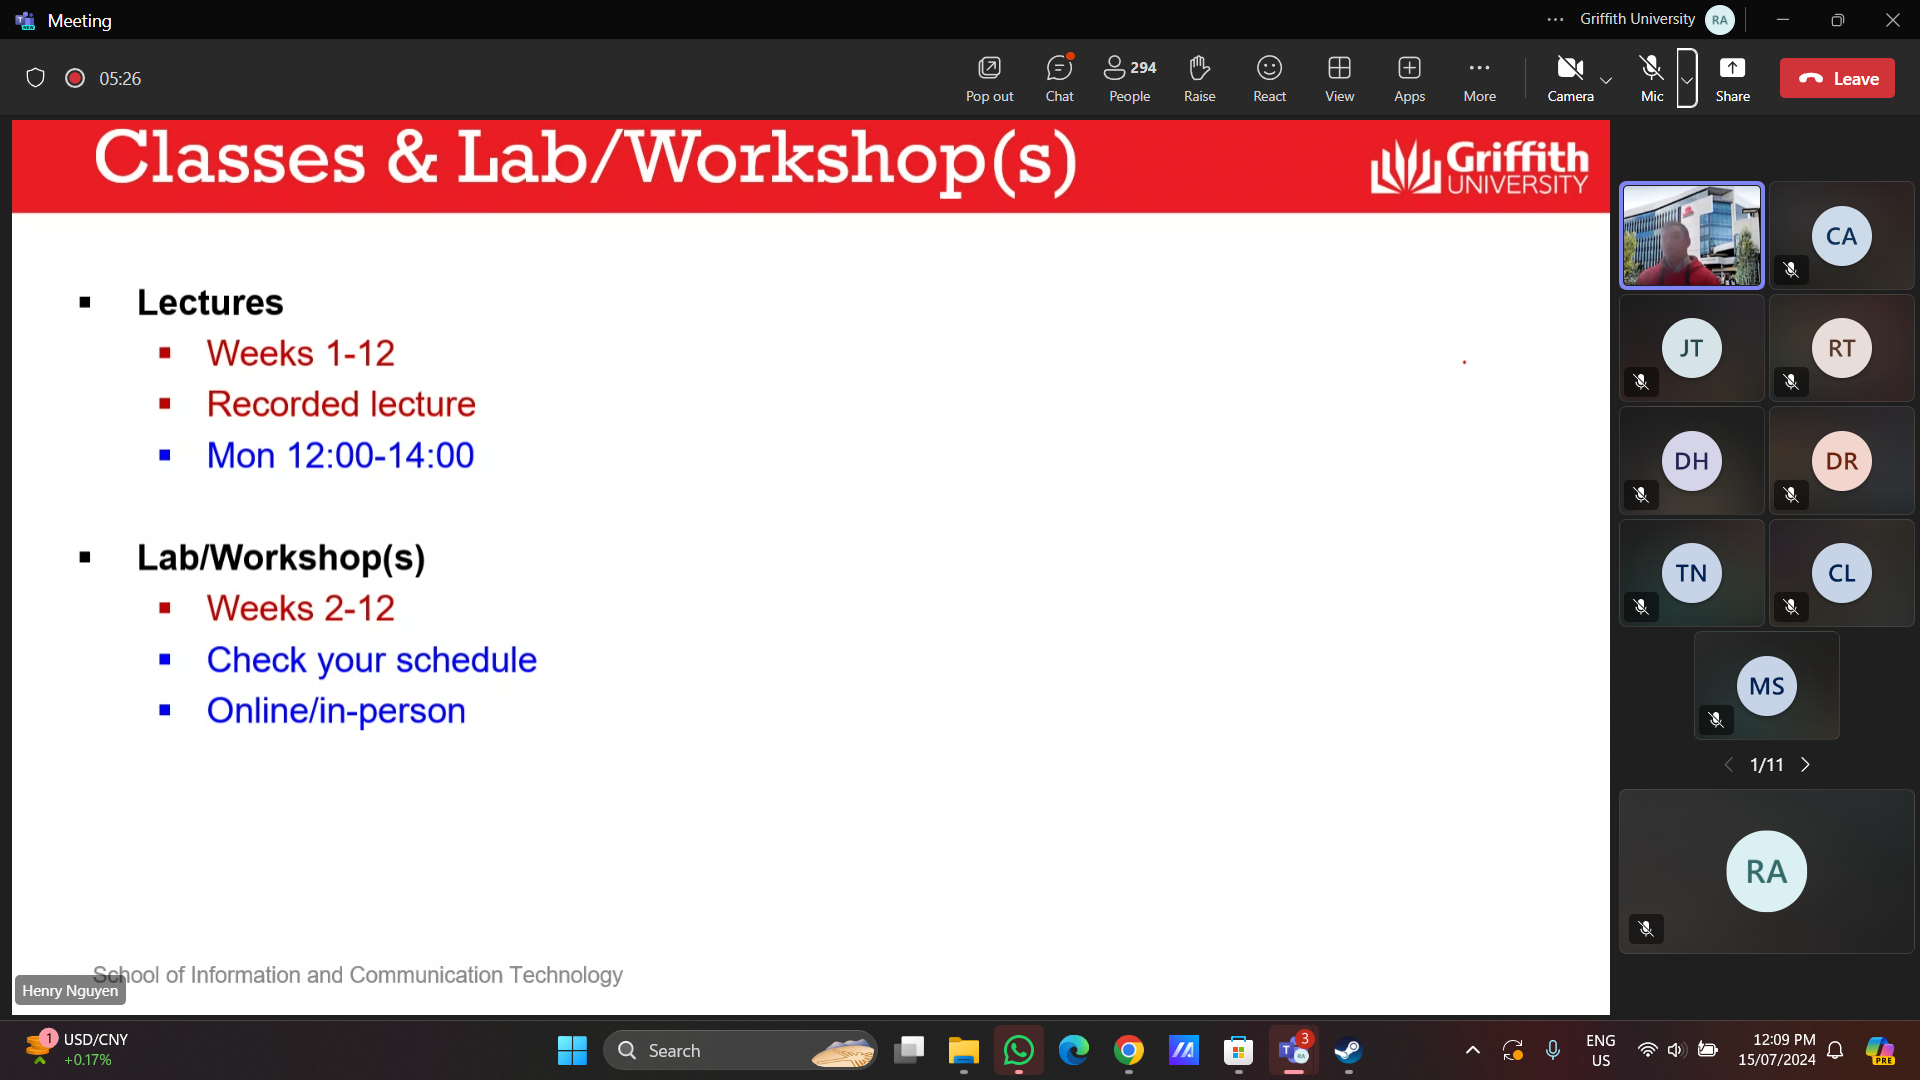 Meeting
Griffith University
RA
05:26
Pop out
Chat
294
People
Raise
React
View
Apps
More
Camera
Mic
Share
Leave
Classes & Lab/Workshop(s)
Griffith
UNIVERSITY
Lectures
Weeks 1-12
Recorded lecture
Mon 12:00-14:00
Lab/Workshop(s)
Weeks 2-12
Check your schedule
Online/in-person
School of Information and Communication Technology
Henry Nguyen
CA
JT
RT
DH
DR
TN
CL
MS
1/11
RA
1
USD/CNY
+0.17%
Search
3
ENG
US
12:09 PM
15/07/2024
PRE